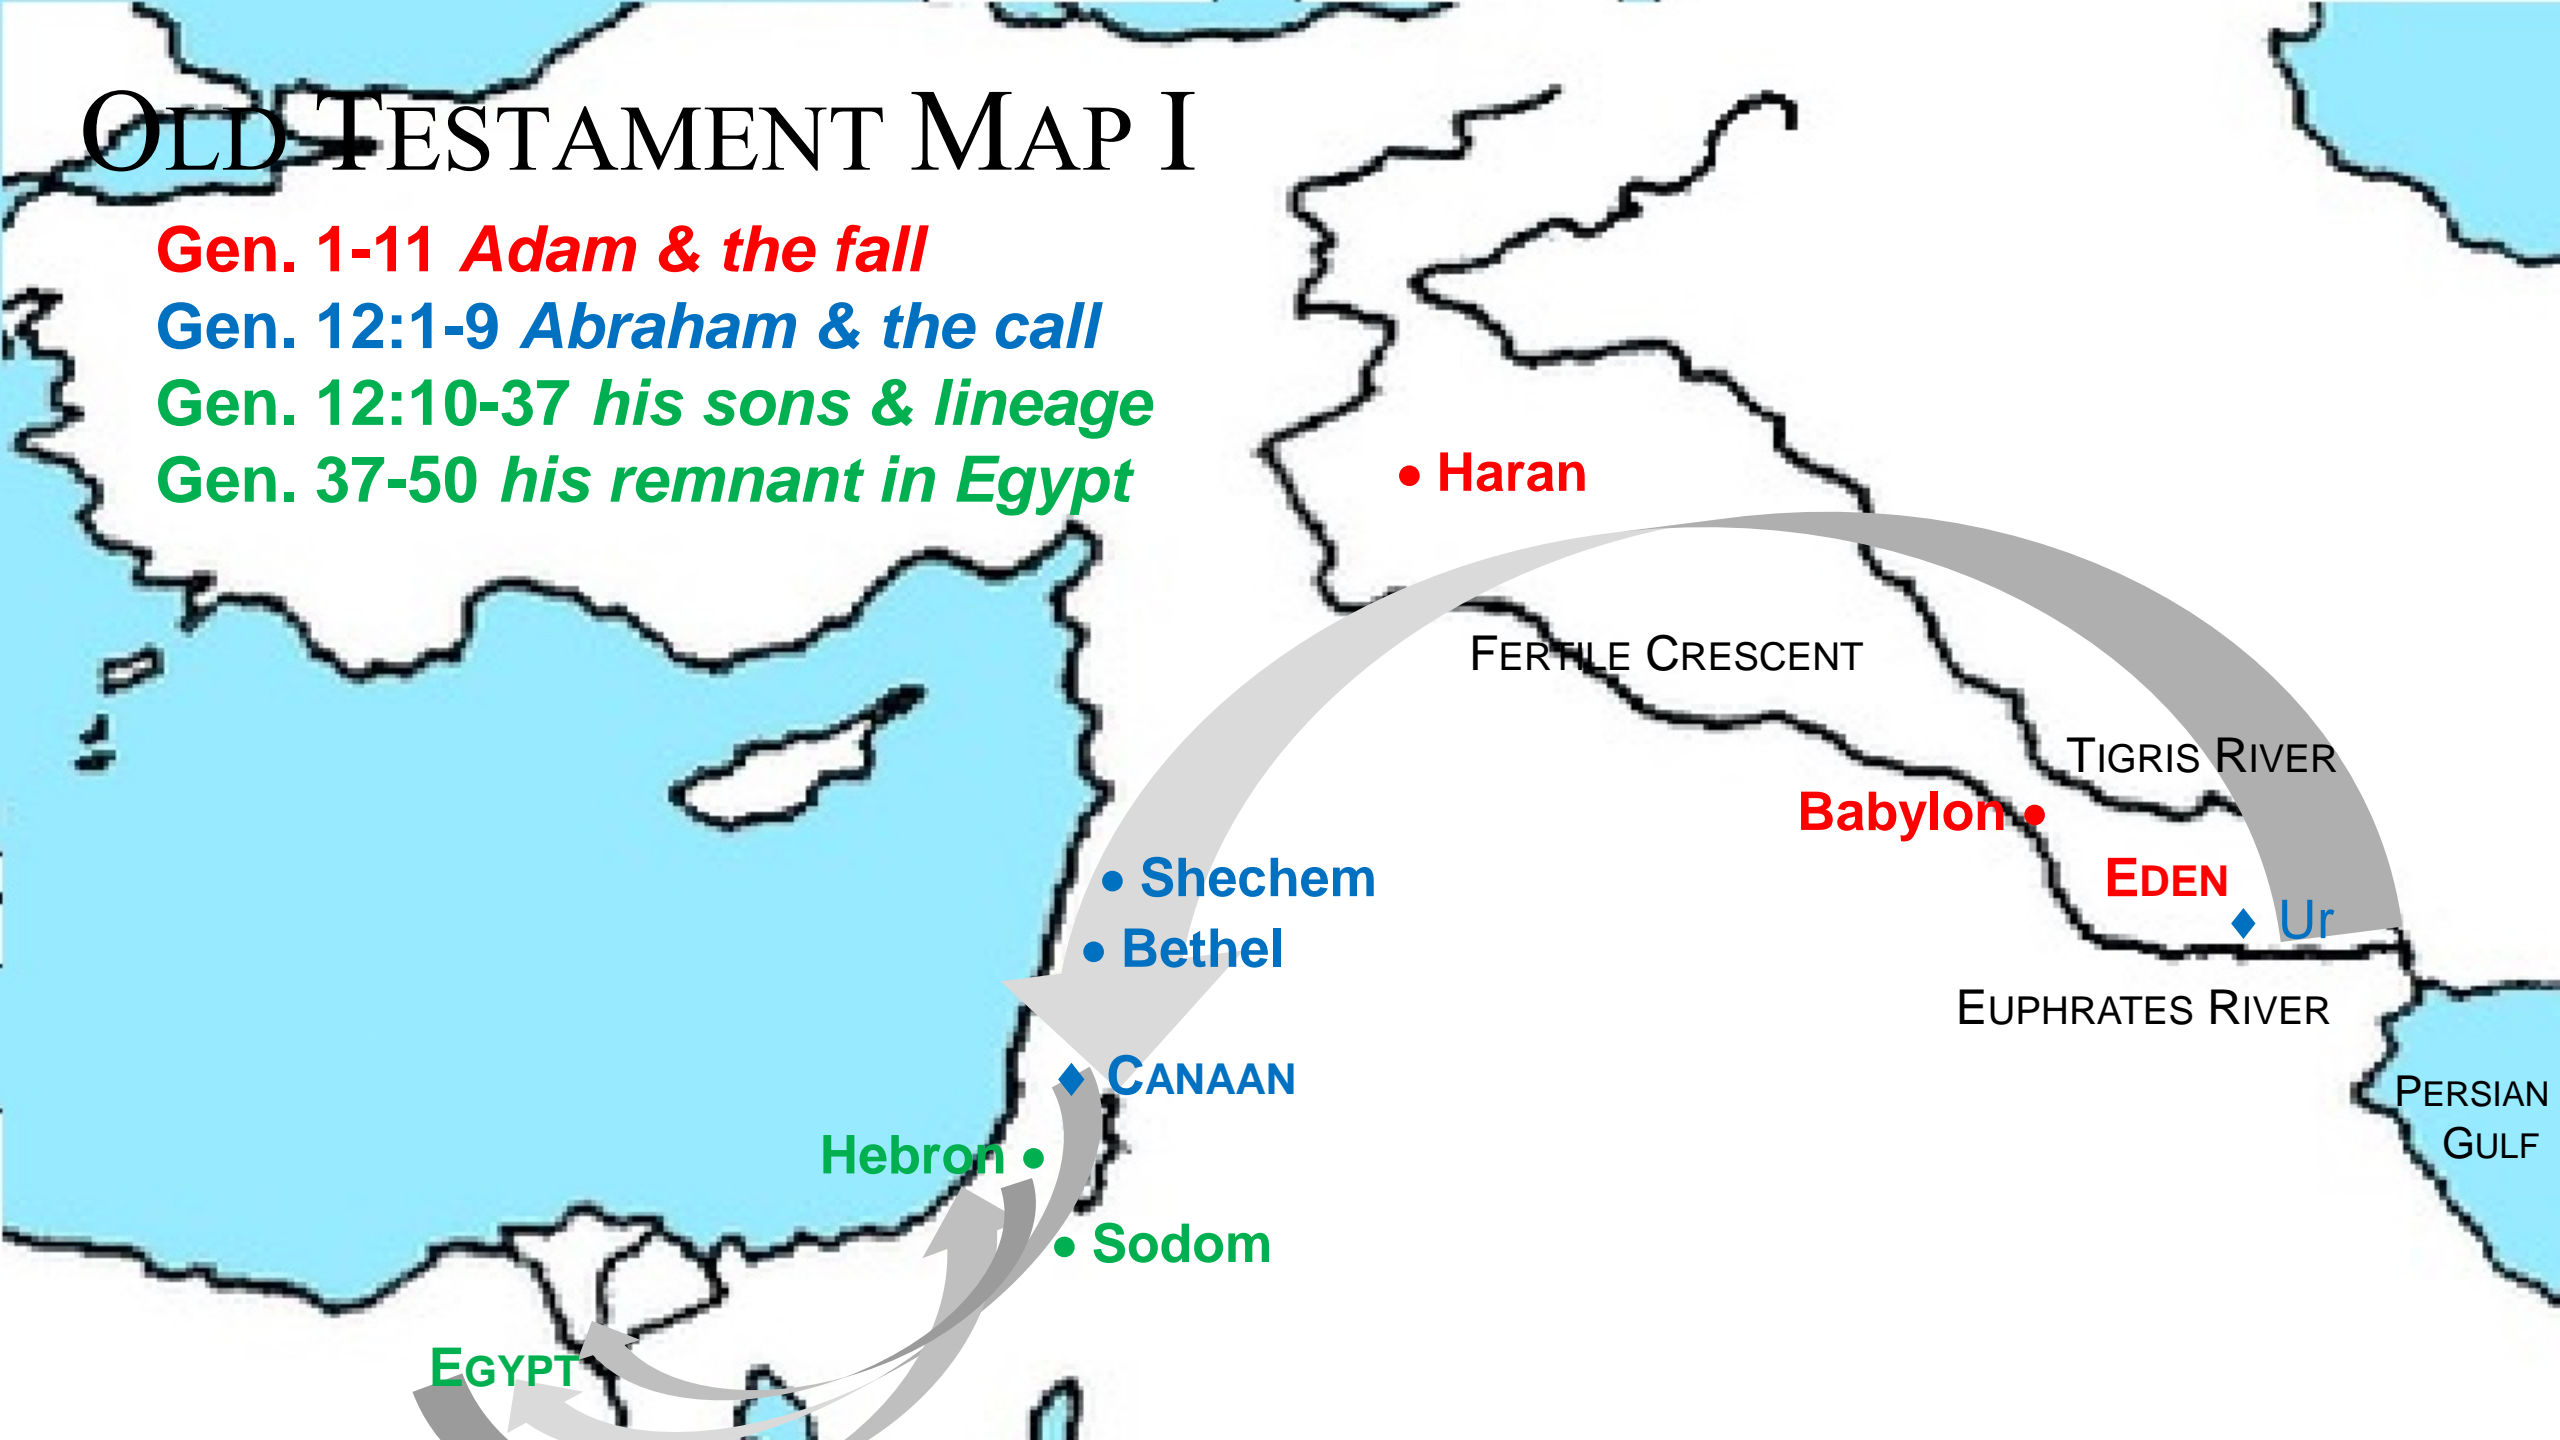 OLD TESTAMENT MAP I
Gen. 1-11 Adam & the fall
Gen. 12:1-9 Abraham & the call
Gen. 12:10-37 his sons & lineage
Gen. 37-50 his remnant in Egypt
• Haran
FERTILE CRESCENT
TIGRIS RIVER
Babylon •
• Shechem
EDEN
♦ Ur
• Bethel
EUPHRATES RIVER
♦ CANAAN
PERSIAN
GULF
Hebron •
• Sodom
EGYPT